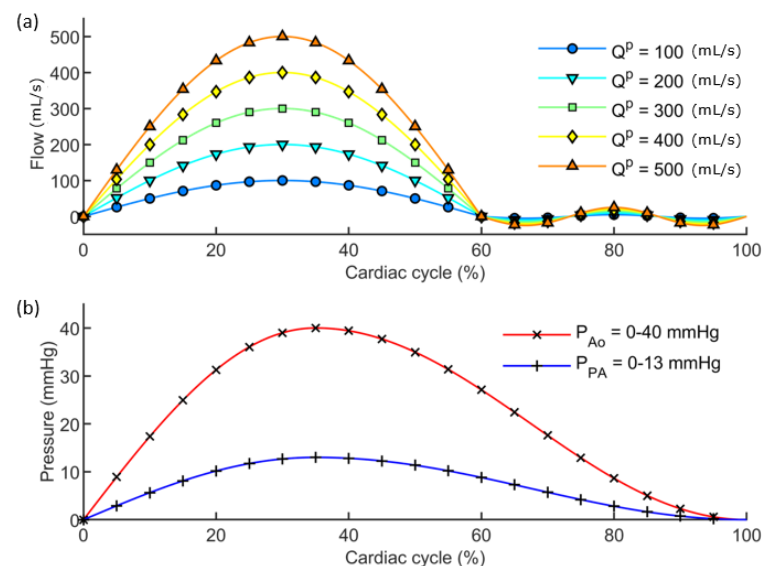 (a)
500
400
300
200
100
0
Flow (mL/s)
Q^p = 100 (mL/s)
Q^p = 200 (mL/s)
Q^p = 300 (mL/s)
Q^p = 400 (mL/s)
Q^p = 500 (mL/s)
0 20 40 60 80 100
Cardiac cycle (%)
(b)
40
30
20
10
0
Pressure (mmHg)
P_Ao = 0-40 mmHg
P_PA = 0-13 mmHg
0 20 40 60 80 100
Cardiac cycle (%)